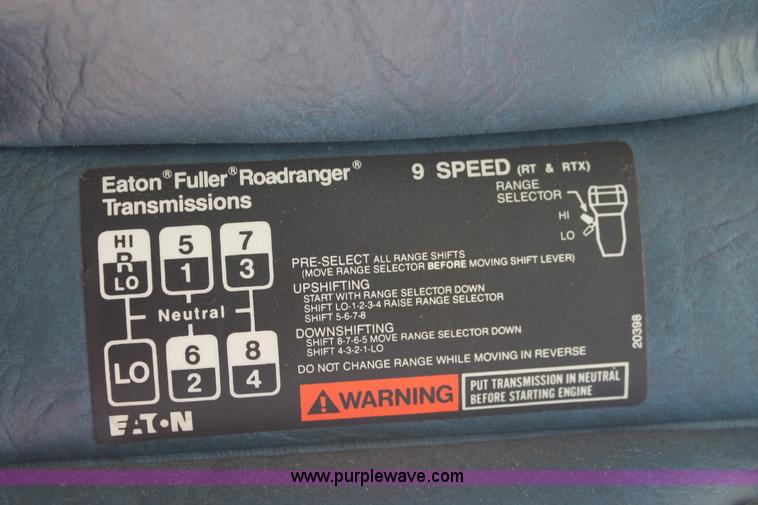 Eaton® Fuller® Roadranger®
Transmissions
9 SPEED (RT & RTX)
RANGE
SELECTOR
HI
LO
HI
R
LO
5
1
7
3
Neutral
LO
6
2
8
4
PRE-SELECT ALL RANGE SHIFTS
(MOVE RANGE SELECTOR BEFORE MOVING SHIFT LEVER)
UPSHIFTING
START WITH RANGE SELECTOR DOWN
SHIFT LO-1-2-3-4 RAISE RANGE SELECTOR
SHIFT 5-6-7-8
DOWNSHIFTING
SHIFT 8-7-6-5 MOVE RANGE SELECTOR DOWN
SHIFT 4-3-2-1-LO
DO NOT CHANGE RANGE WHILE MOVING IN REVERSE
WARNING
PUT TRANSMISSION IN NEUTRAL
BEFORE STARTING ENGINE
EATON
20398
www.purplewave.com